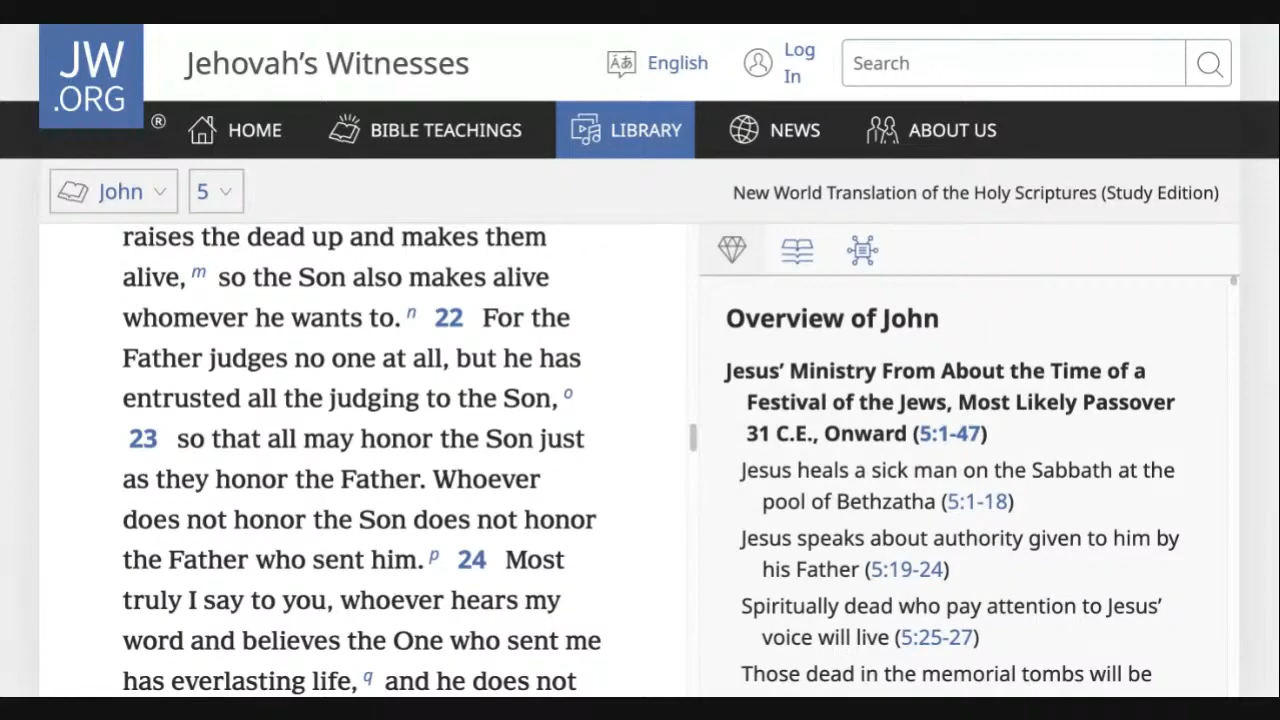 JW
.ORG
®
Jehovah's Witnesses
English
Log
In
Search
HOME
BIBLE TEACHINGS
LIBRARY
NEWS
ABOUT US
John
5
New World Translation of the Holy Scriptures (Study Edition)
raises the dead up and makes them
alive, m so the Son also makes alive
whomever he wants to. n 22 For the
Father judges no one at all, but he has
entrusted all the judging to the Son, o
23 so that all may honor the Son just
as they honor the Father. Whoever
does not honor the Son does not honor
the Father who sent him. p 24 Most
truly I say to you, whoever hears my
word and believes the One who sent me
has everlasting life, q and he does not
Overview of John
Jesus' Ministry From About the Time of a
Festival of the Jews, Most Likely Passover
31 C.E., Onward (5:1-47)
Jesus heals a sick man on the Sabbath at the
pool of Bethzatha (5:1-18)
Jesus speaks about authority given to him by
his Father (5:19-24)
Spiritually dead who pay attention to Jesus'
voice will live (5:25-27)
Those dead in the memorial tombs will be